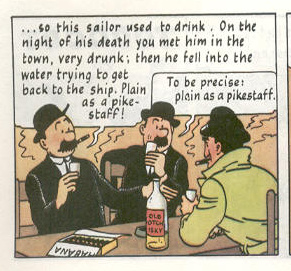 ...so this sailor used to drink. On the
night of his death you met him in the
town, very drunk; then he fell into the
water trying to get
back to the ship. Plain
as a pike-
staff!
To be precise:
plain as a pikestaff.
OLD
OTCH
ISKY
HABANA